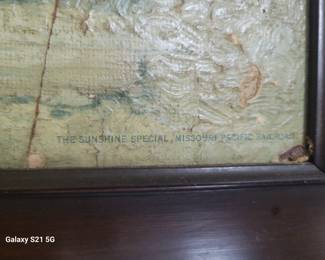 THE SUNSHINE SPECIAL, MISSOURI PACIFIC RAILROAD
Galaxy S21 5G